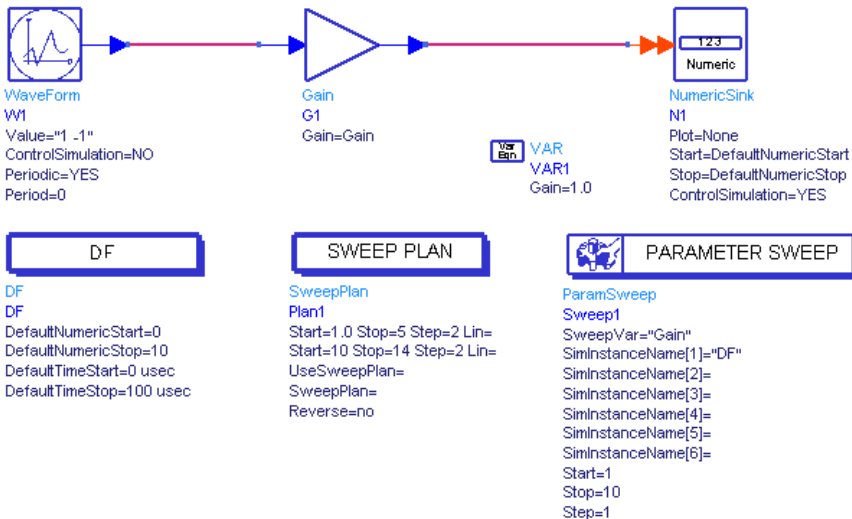 123
Numeric
WaveForm
W1
Value="1 -1"
ControlSimulation=NO
Periodic=YES
Period=0
Gain
G1
Gain=Gain
Var
Eqn
VAR
VAR1
Gain=1.0
NumericSink
N1
Plot=None
Start=DefaultNumericStart
Stop=DefaultNumericStop
ControlSimulation=YES
DF
DF
DF
DefaultNumericStart=0
DefaultNumericStop=10
DefaultTimeStart=0 usec
DefaultTimeStop=100 usec
SWEEP PLAN
SweepPlan
Plan1
Start=1.0 Stop=5 Step=2 Lin=
Start=10 Stop=14 Step=2 Lin=
UseSweepPlan=
SweepPlan=
Reverse=no
PARAMETER SWEEP
ParamSweep
Sweep1
SweepVar="Gain"
SimInstanceName[1]="DF"
SimInstanceName[2]=
SimInstanceName[3]=
SimInstanceName[4]=
SimInstanceName[5]=
SimInstanceName[6]=
Start=1
Stop=10
Step=1